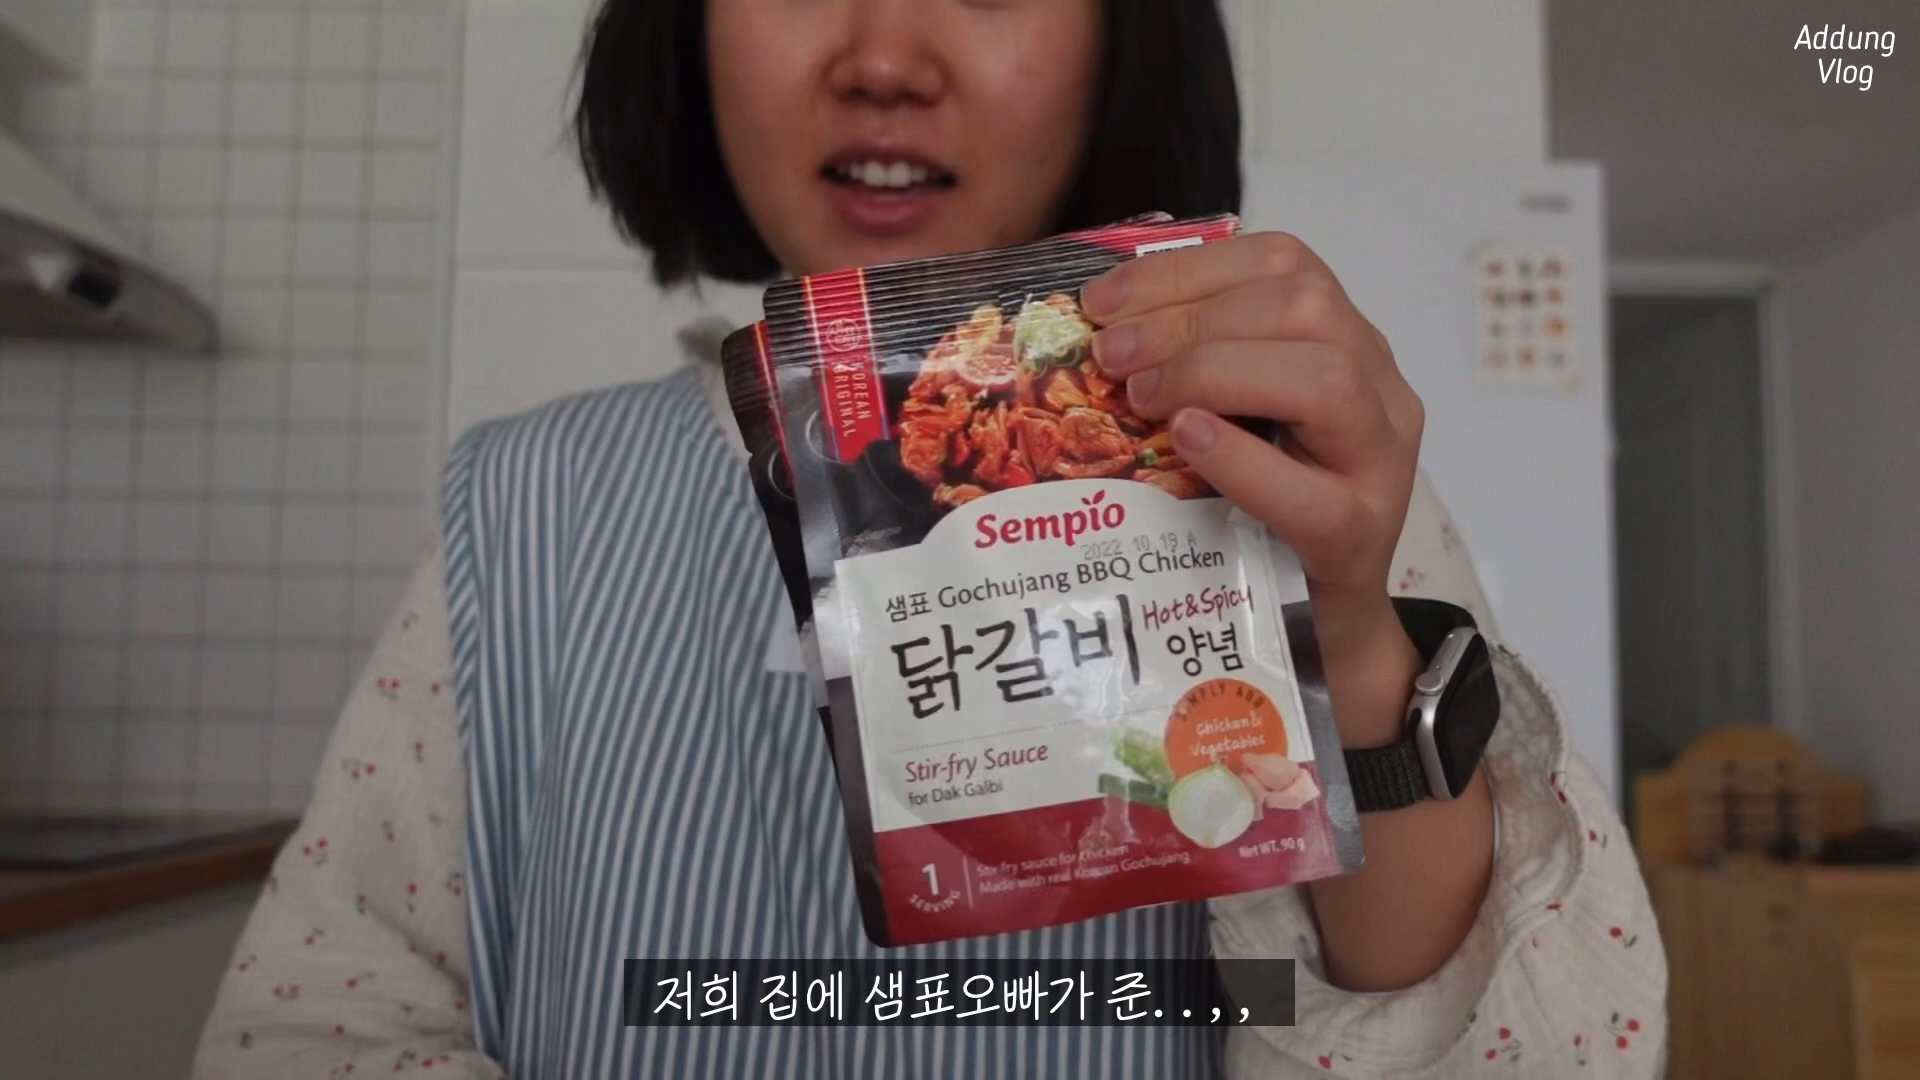 Addung
Vlog
KOREAN
ORIGINAL
Sempio
2022 10 19 A
샘표 Gochujang BBQ Chicken
Hot&Spicy
닭갈비 양념
SIMPLY ADD
Chicken&
Vegetables
Stir-fry Sauce
for Dak Galbi
1
SERVING
Stir fry sauce for chicken
Made with real Korean Gochujang
Net WT. 90 g
저희 집에 샘표오빠가 준. . , ,